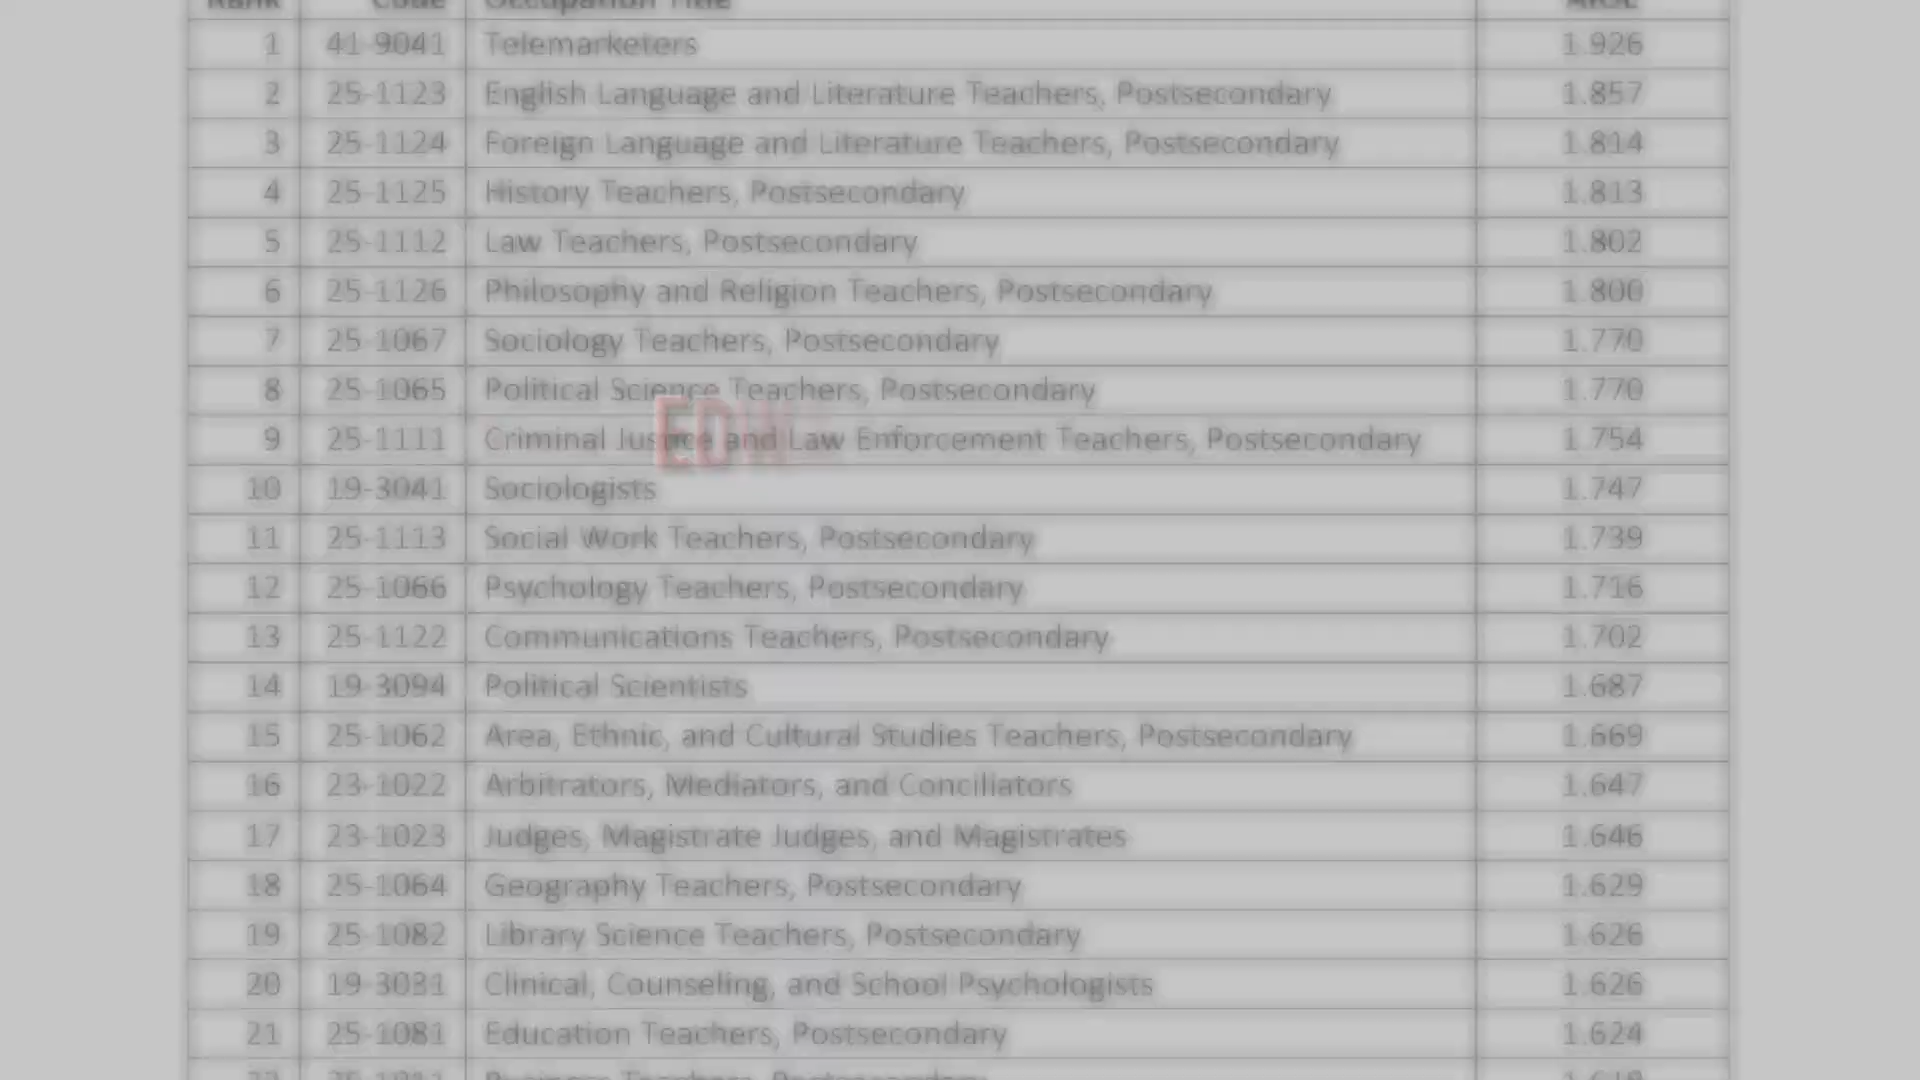 Rank Code Occupation Title
1 41-9041 Telemarketers 1.926
2 25-1123 English Language and Literature Teachers, Postsecondary 1.857
3 25-1124 Foreign Language and Literature Teachers, Postsecondary 1.814
4 25-1125 History Teachers, Postsecondary 1.813
5 25-1112 Law Teachers, Postsecondary 1.802
6 25-1126 Philosophy and Religion Teachers, Postsecondary 1.800
7 25-1067 Sociology Teachers, Postsecondary 1.770
8 25-1065 Political Science Teachers, Postsecondary 1.770
9 25-1111 Criminal Justice and Law Enforcement Teachers, Postsecondary 1.754
10 19-3041 Sociologists 1.747
11 25-1113 Social Work Teachers, Postsecondary 1.739
12 25-1066 Psychology Teachers, Postsecondary 1.716
13 25-1122 Communications Teachers, Postsecondary 1.702
14 19-3094 Political Scientists 1.687
15 25-1062 Area, Ethnic, and Cultural Studies Teachers, Postsecondary 1.669
16 23-1022 Arbitrators, Mediators, and Conciliators 1.647
17 23-1023 Judges, Magistrate Judges, and Magistrates 1.646
18 25-1064 Geography Teachers, Postsecondary 1.629
19 25-1082 Library Science Teachers, Postsecondary 1.626
20 19-3031 Clinical, Counseling, and School Psychologists 1.626
21 25-1081 Education Teachers, Postsecondary 1.624